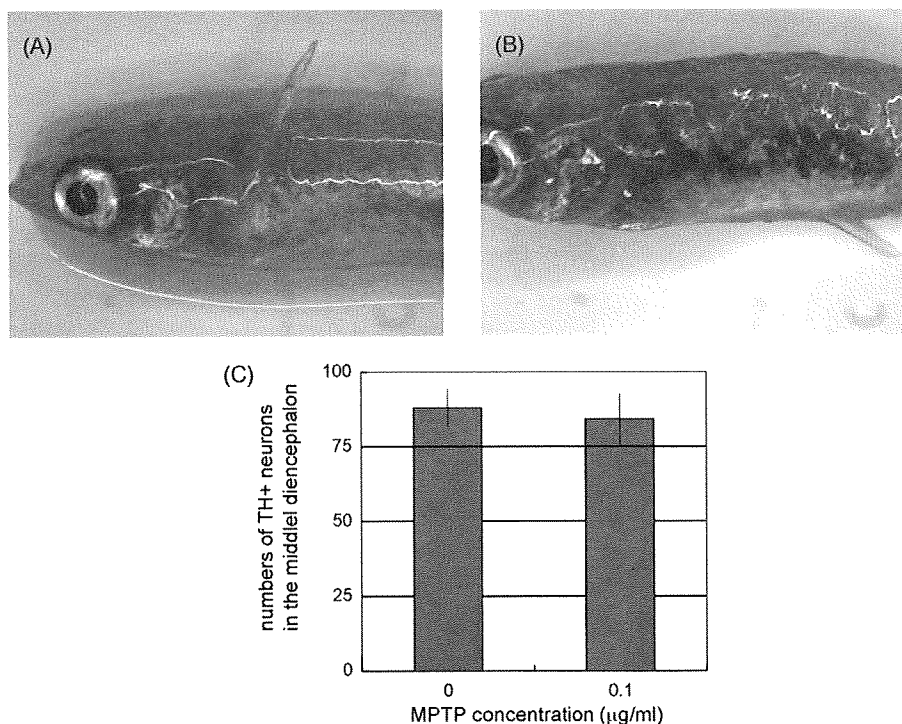 (A)
(B)
(C)
numbers of TH+ neurons
in the middlel diencephalon
100
75
50
25
0
0
0.1
MPTP concentration (μg/ml)